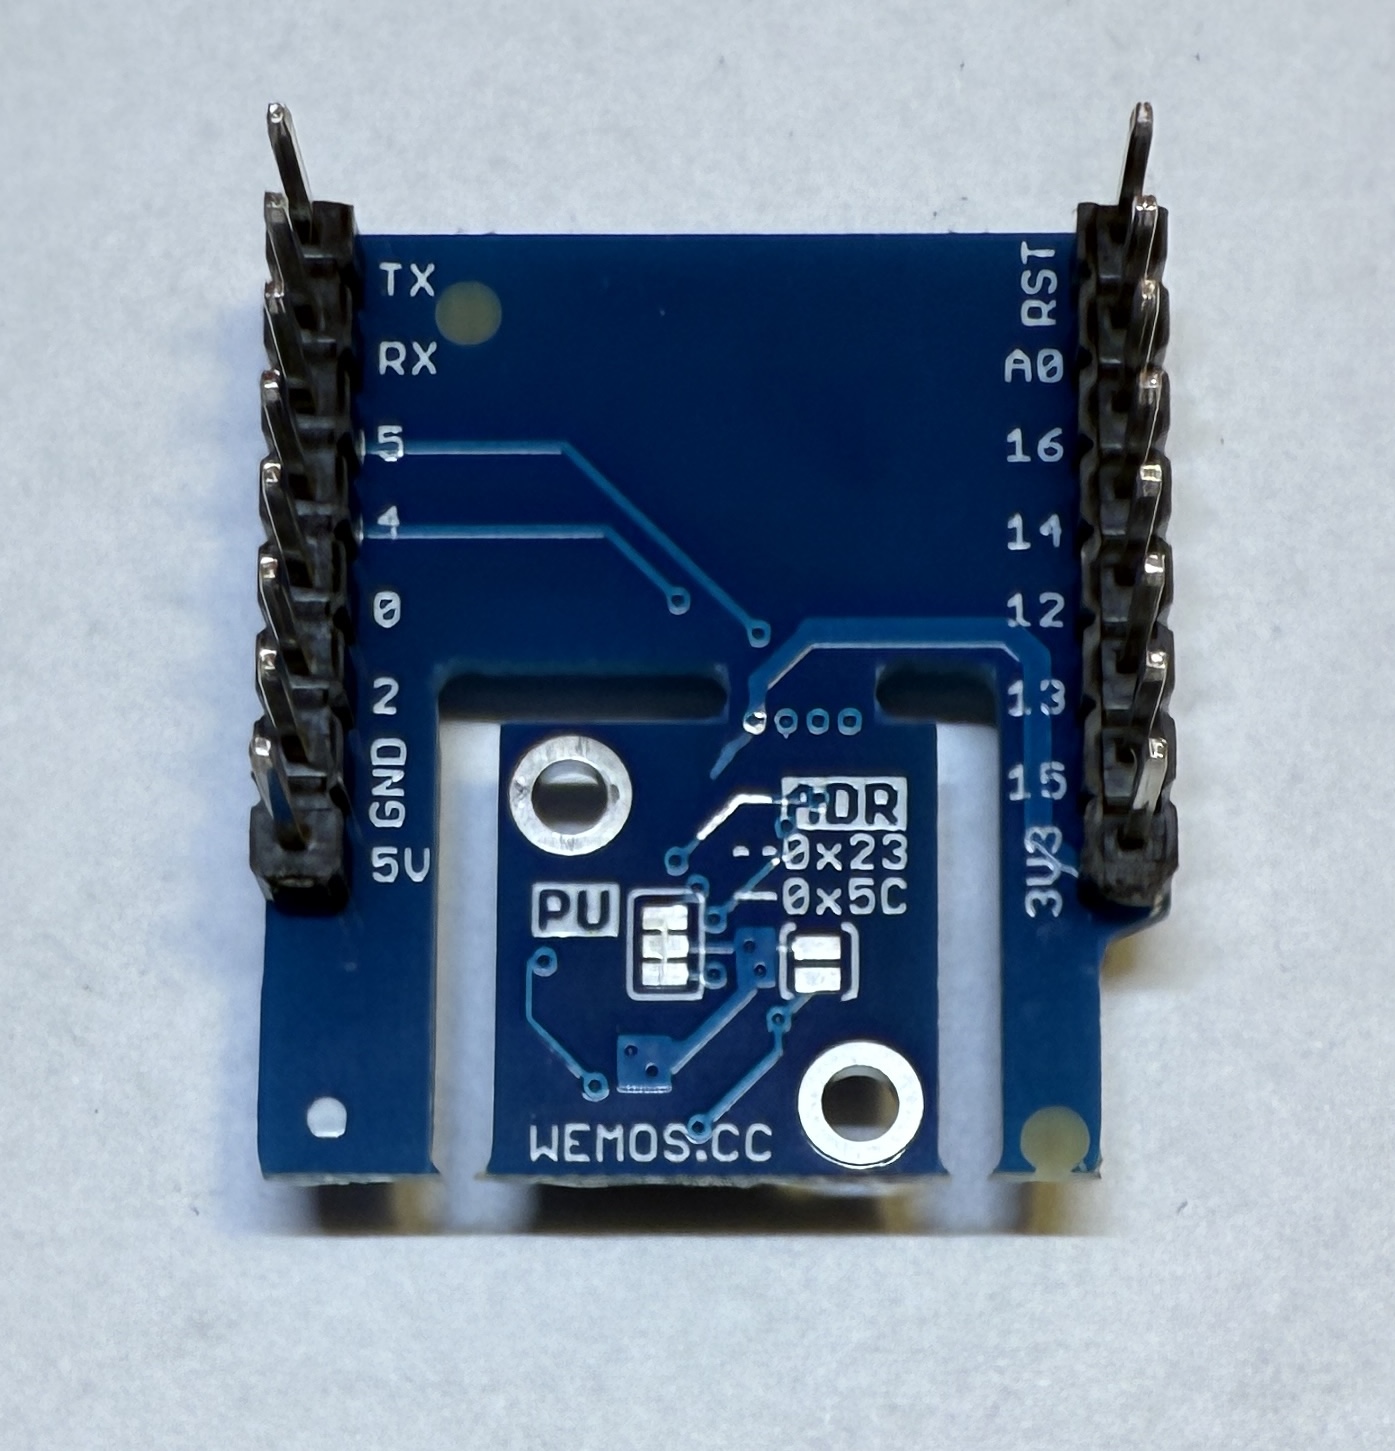 TX
RX
5
4
0
2
GND
5V
RST
A0
16
14
12
13
15
3V3
ADR
--0x23
—0x5C
PU
WEMOS.CC